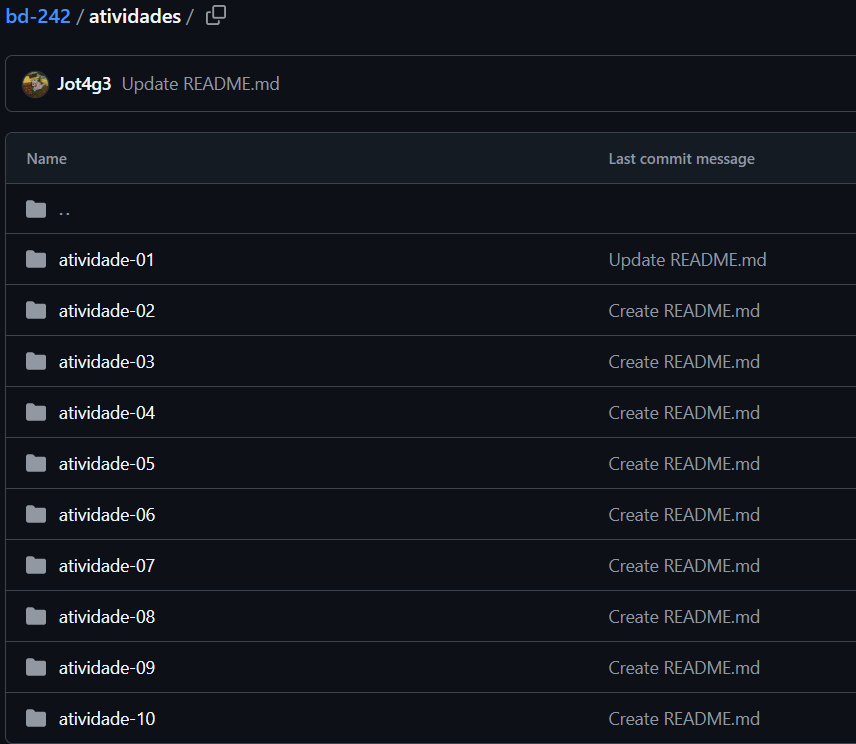 bd-242 / atividades /
Jot4g3 Update README.md
Name Last commit message
..
atividade-01 Update README.md
atividade-02 Create README.md
atividade-03 Create README.md
atividade-04 Create README.md
atividade-05 Create README.md
atividade-06 Create README.md
atividade-07 Create README.md
atividade-08 Create README.md
atividade-09 Create README.md
atividade-10 Create README.md